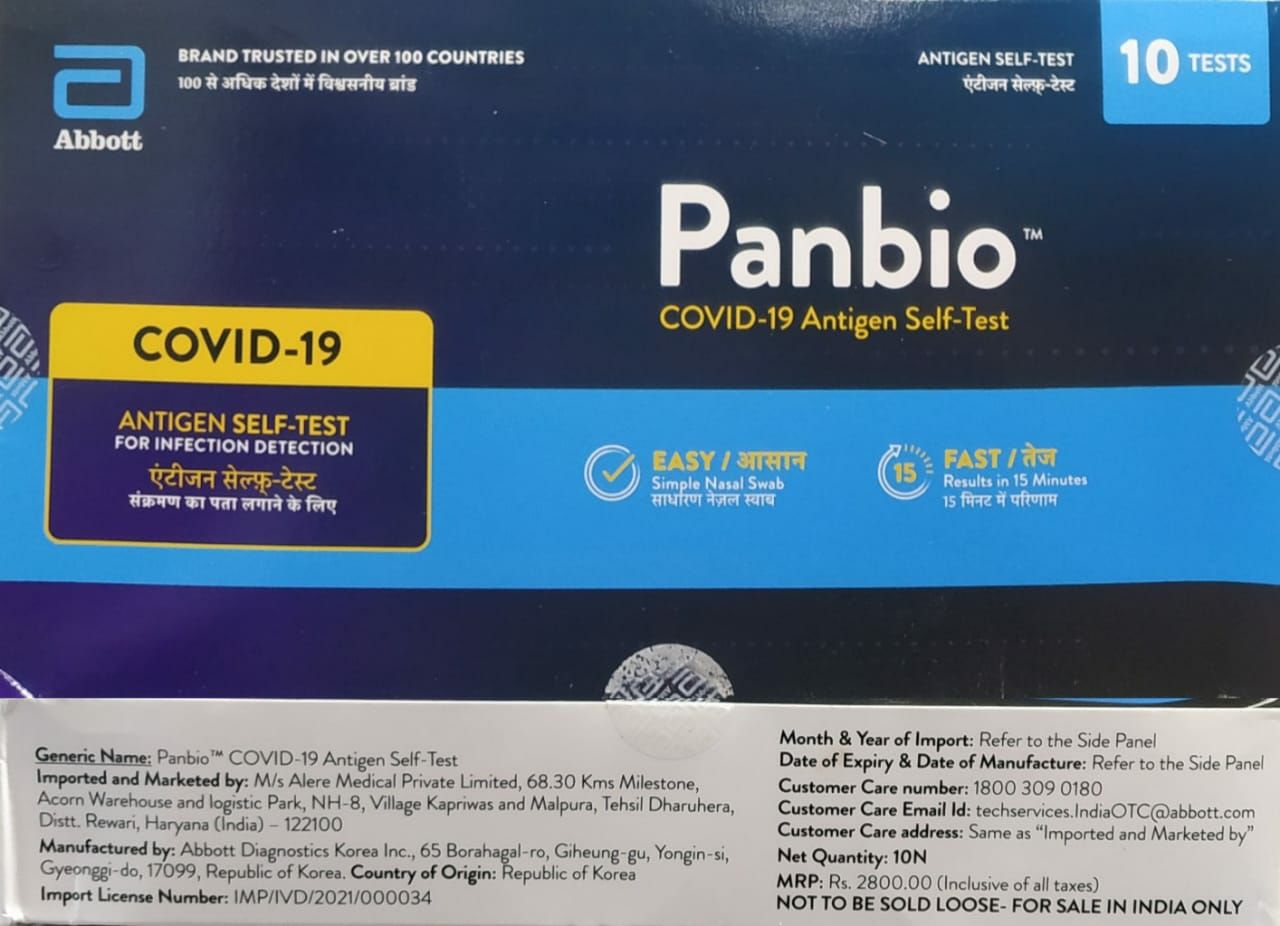 Abbott
BRAND TRUSTED IN OVER 100 COUNTRIES
100 से अधिक देशों में विश्वसनीय ब्रांड
ANTIGEN SELF-TEST
एंटीजन सेल्फ़-टेस्ट
10 TESTS
Panbio™
COVID-19 Antigen Self-Test
COVID-19
ANTIGEN SELF-TEST
FOR INFECTION DETECTION
एंटीजन सेल्फ़-टेस्ट
संक्रमण का पता लगाने के लिए
EASY / आसान
Simple Nasal Swab
साधारण नेज़ल स्वाब
15
FAST / तेज
Results in 15 Minutes
15 मिनट में परिणाम
Generic Name: Panbio™ COVID-19 Antigen Self-Test
Imported and Marketed by: M/s Alere Medical Private Limited, 68.30 Kms Milestone,
Acorn Warehouse and logistic Park, NH-8, Village Kapriwas and Malpura, Tehsil Dharuhera,
Distt. Rewari, Haryana (India) – 122100
Manufactured by: Abbott Diagnostics Korea Inc., 65 Borahagal-ro, Giheung-gu, Yongin-si,
Gyeonggi-do, 17099, Republic of Korea. Country of Origin: Republic of Korea
Import License Number: IMP/IVD/2021/000034
Month & Year of Import: Refer to the Side Panel
Date of Expiry & Date of Manufacture: Refer to the Side Panel
Customer Care number: 1800 309 0180
Customer Care Email Id: techservices.IndiaOTC@abbott.com
Customer Care address: Same as “Imported and Marketed by”
Net Quantity: 10N
MRP: Rs. 2800.00 (Inclusive of all taxes)
NOT TO BE SOLD LOOSE- FOR SALE IN INDIA ONLY